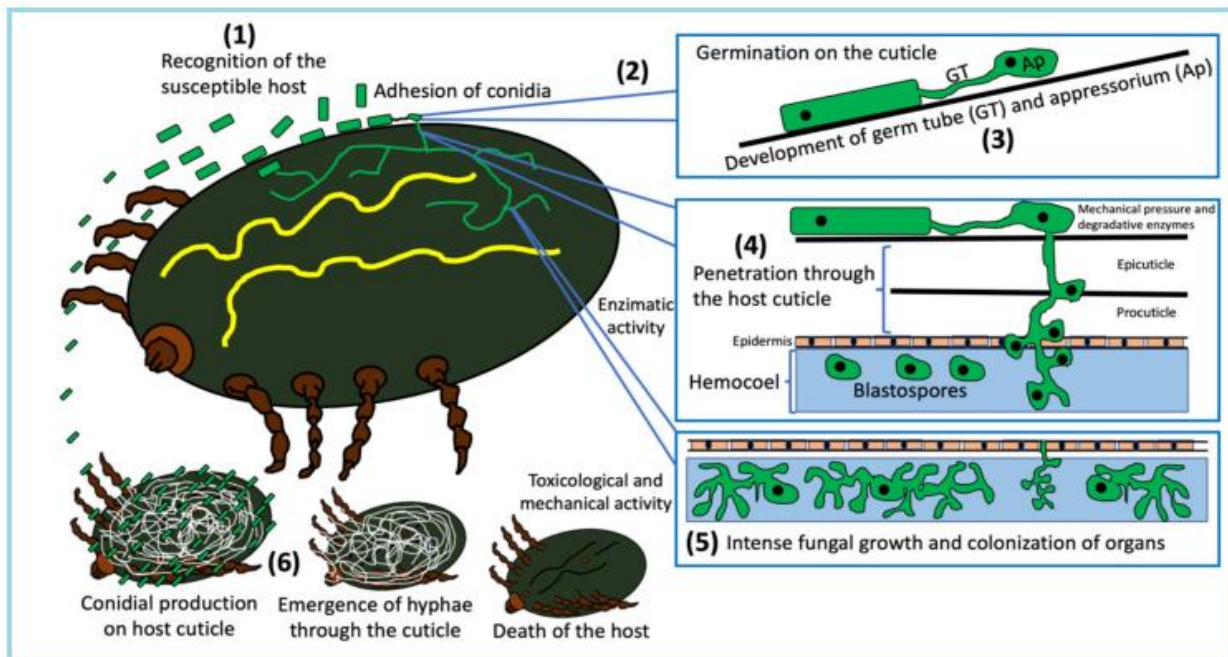 (1)
Recognition of the
susceptible host
(2)
Adhesion of conidia
Germination on the cuticle
GT
Ap
Development of germ tube (GT) and appressorium (Ap)
(3)
(4)
Mechanical pressure and
degradative enzymes
Penetration through
the host cuticle
Epicuticle
Procuticle
Epidermis
Hemocoel
Blastospores
Enzimatic
activity
Toxicological and
mechanical activity
(5) Intense fungal growth and colonization of organs
(6)
Conidial production
on host cuticle
Emergence of hyphae
through the cuticle
Death of the host